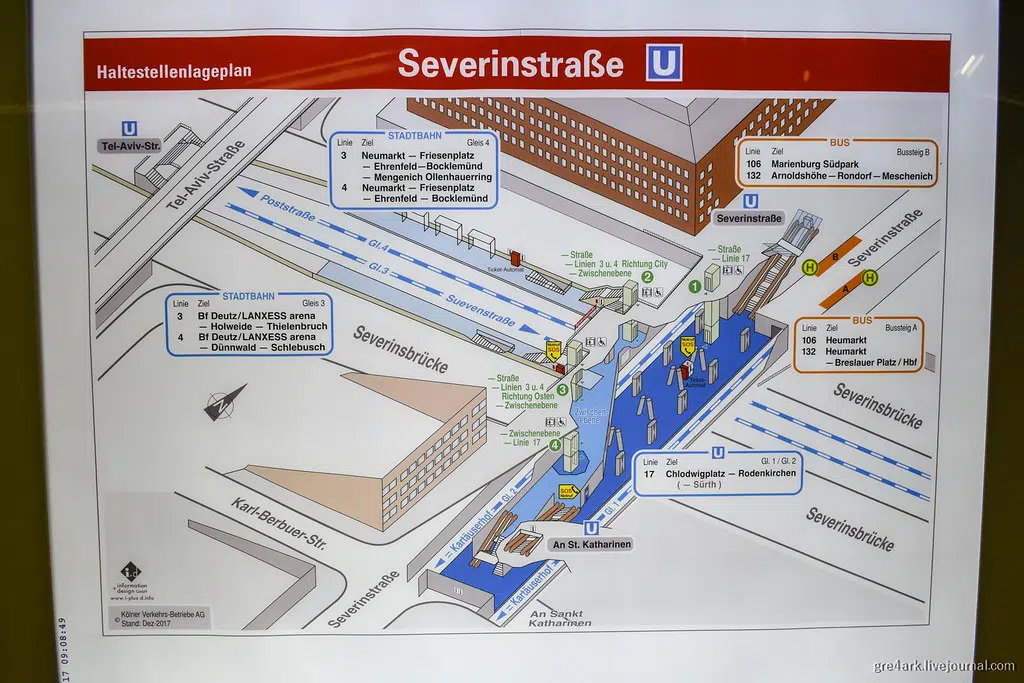 Haltestellenlageplan
Severinstraße U
U
Tel-Aviv-Str.
Tel-Aviv-Straße
STADTBAHN
Linie Ziel Gleis 4
3 Neumarkt – Friesenplatz
– Ehrenfeld – Bocklemünd
– Mengenich Ollenhauerring
4 Neumarkt – Friesenplatz
– Ehrenfeld – Bocklemünd
BUS
Linie Ziel Bussteig B
106 Marienburg Südpark
132 Arnoldshöhe – Rondorf – Meschenich
U
Severinstraße
Severinstraße
H B
A H
Poststraße
Gl.4
Gl.3
Suevenstraße
Ticket-Automat
– Straße
– Linien 3 u. 4 Richtung City
– Zwischenebene
2
– Straße
– Linie 17
1
STADTBAHN
Linie Ziel Gleis 3
3 Bf Deutz/LANXESS arena
– Holweide – Thielenbruch
4 Bf Deutz/LANXESS arena
– Dünnwald – Schlebusch
BUS
Linie Ziel Bussteig A
106 Heumarkt
132 Heumarkt
– Breslauer Platz / Hbf
Severinsbrücke
Notruf SOS
Notruf SOS
Ticket-Automat
– Straße
– Linien 3 u. 4
Richtung Osten
– Zwischenebene
3
Zwischenebene
– Zwischenebene
– Linie 17
4
Severinsbrücke
U
Linie Ziel Gl. 1 / Gl. 2
17 Chlodwigplatz – Rodenkirchen
( – Sürth )
Severinsbrücke
SOS Notruf
Gl. 2
Gl. 1
Kartäuserhof
U
An St. Katharinen
Kartäuserhof
Karl-Berbuer-Str.
Severinstraße
An Sankt
Katharinen
N
i-d
information
design GmbH
www.i-plus-d.info
© Kölner Verkehrs-Betriebe AG
Stand: Dez-2017
17 09:08:49
gre4ark.livejournal.com